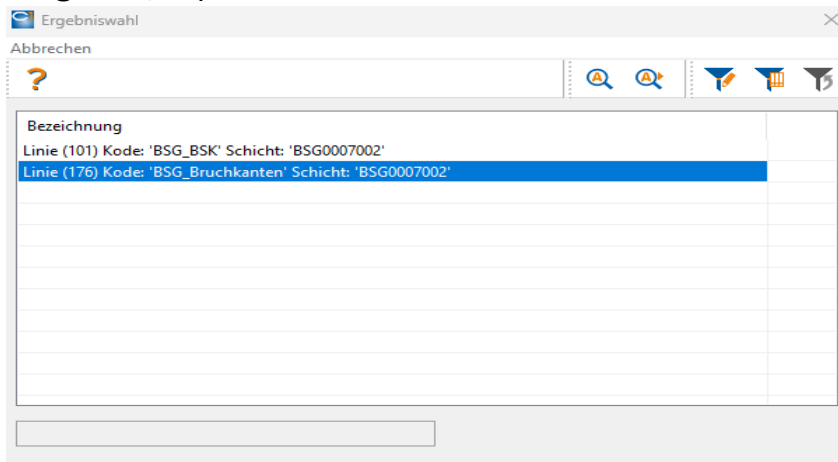 Ergebniswahl
Abbrechen
Bezeichnung
Linie (101) Kode: 'BSG_BSK' Schicht: 'BSG0007002'
Linie (176) Kode: 'BSG_Bruchkanten' Schicht: 'BSG0007002'